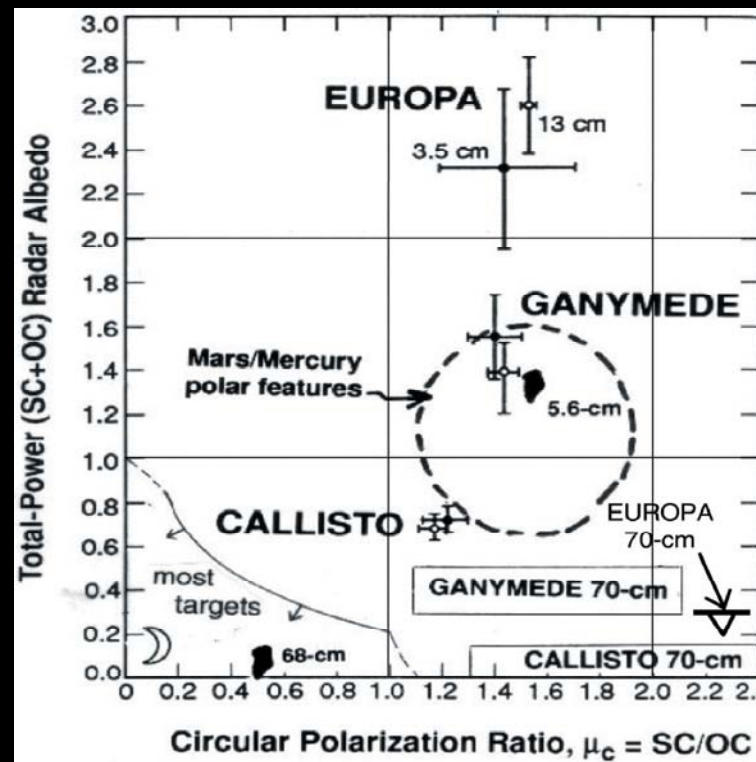 Total-Power (SC+OC) Radar Albedo
3.0
2.8
2.6
2.4
2.2
2.0
1.8
1.6
1.4
1.2
1.0
0.8
0.6
0.4
0.2
0.0
EUROPA
13 cm
3.5 cm
GANYMEDE
Mars/Mercury
polar features
5.6-cm
CALLISTO
EUROPA
70-cm
most
targets
GANYMEDE 70-cm
68-cm
CALLISTO 70-cm
0 0.2 0.4 0.6 0.8 1.0 1.2 1.4 1.6 1.8 2.0 2.2
Circular Polarization Ratio, μc = SC/OC